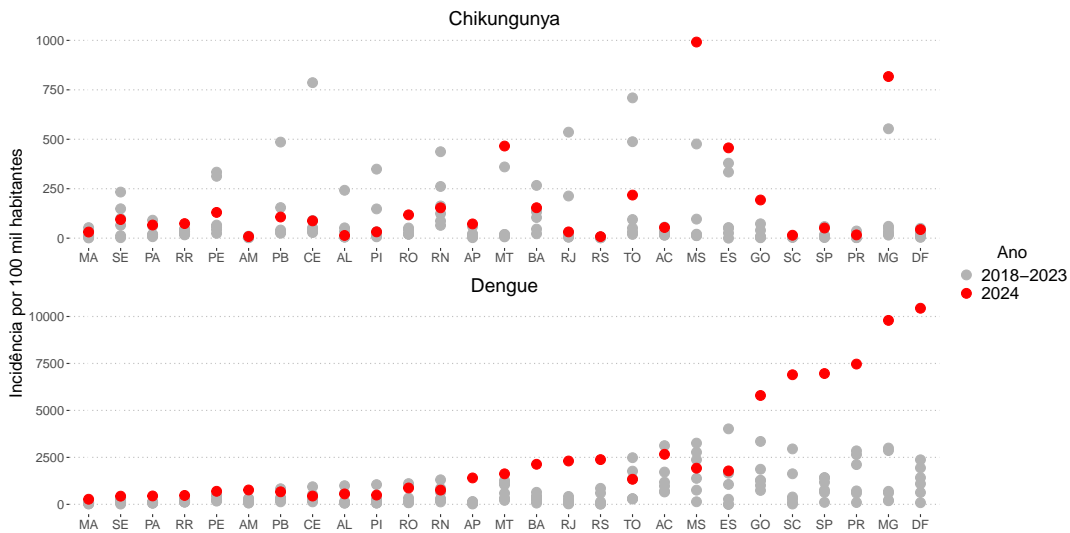 Chikungunya
1000
750
500
250
0
MA SE PA RR PE AM PB CE AL PI RO RN AP MT BA RJ RS TO AC MS ES GO SC SP PR MG DF
Dengue
10000
7500
5000
2500
0
MA SE PA RR PE AM PB CE AL PI RO RN AP MT BA RJ RS TO AC MS ES GO SC SP PR MG DF
Incidência por 100 mil habitantes
Ano
2018−2023
2024